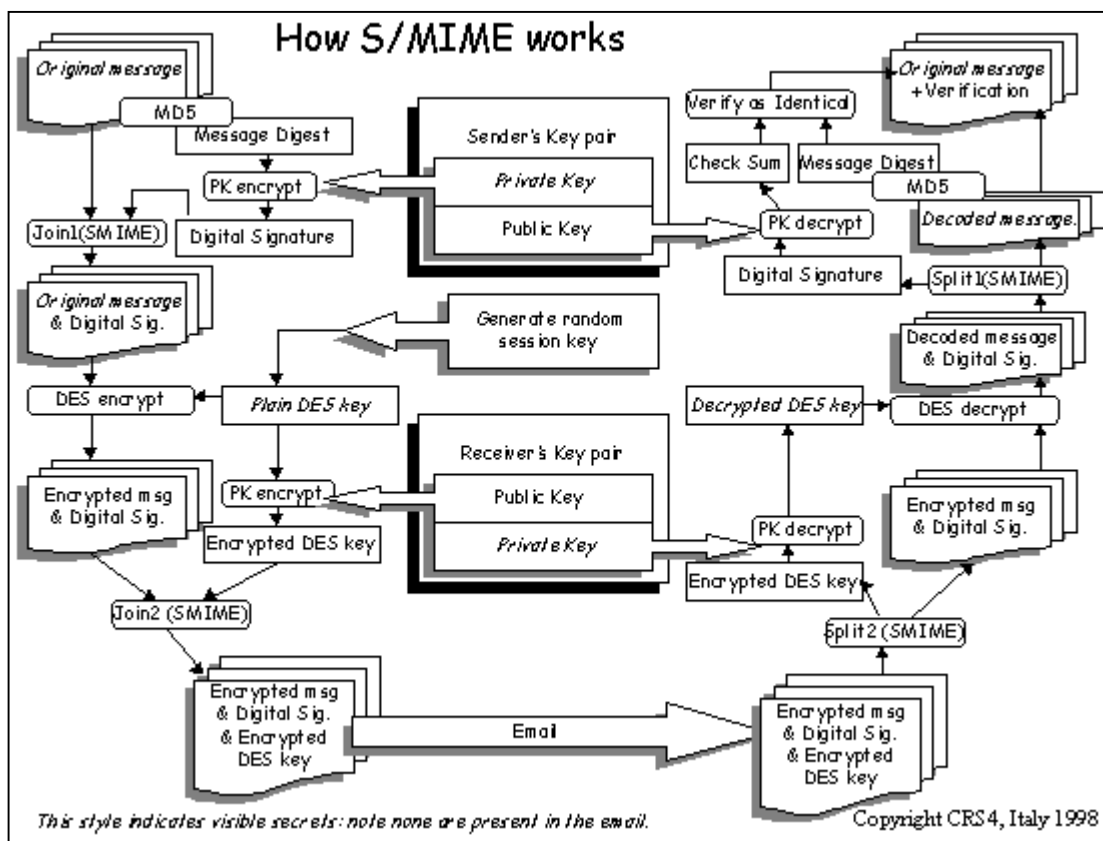 How S/MIME works
Original message
MD5
Message Digest
PK encrypt
Digital Signature
Join1(SMIME)
Original message
& Digital Sig.
DES encrypt
Plain DES key
Encrypted msg
& Digital Sig.
PK encrypt
Encrypted DES key
Join2 (SMIME)
Encrypted msg
& Digital Sig.
& Encrypted
DES key
Sender's Key pair
Private Key
Public Key
Generate random
session key
Receiver's Key pair
Public Key
Private Key
Email
Original message
+Verification
Verify as Identical
Check Sum
Message Digest
MD5
Decoded message.
PK decrypt
Digital Signature
Split1(SMIME)
Decoded message
& Digital Sig.
Decrypted DES key
DES decrypt
PK decrypt
Encrypted DES key
Encrypted msg
& Digital Sig.
Split2 (SMIME)
Encrypted msg
& Digital Sig.
& Encrypted
DES key
This style indicates visible secrets: note none are present in the email.
Copyright CRS4, Italy 1998